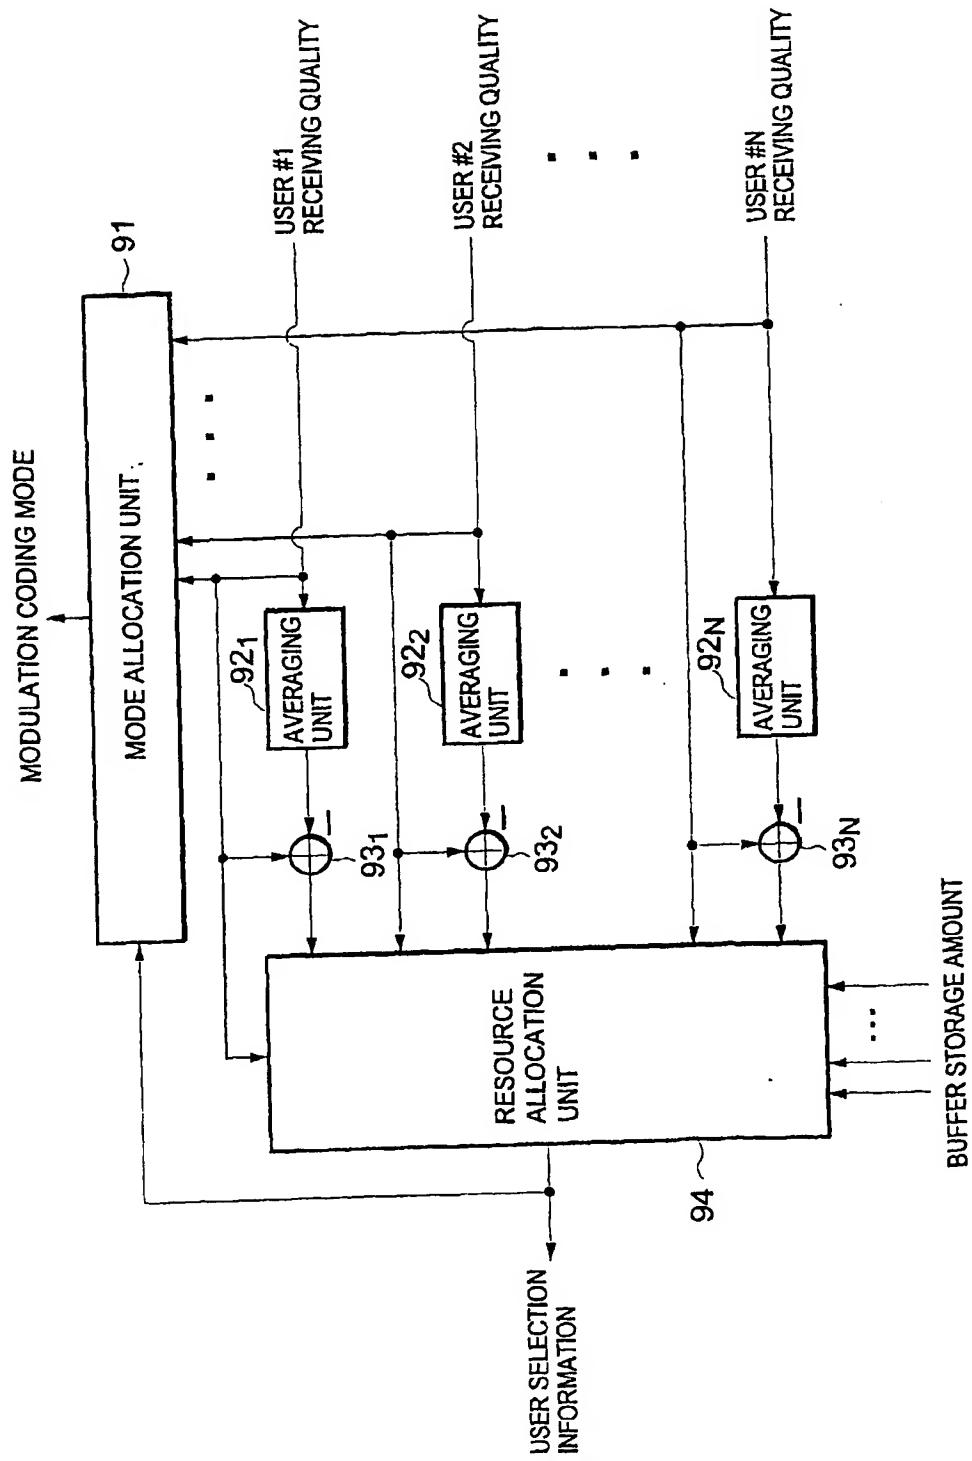 MODULATION CODING MODE
91
MODE ALLOCATION UNIT
USER #1
RECEIVING QUALITY
921
AVERAGING
UNIT
931
USER #2
RECEIVING QUALITY
922
AVERAGING
UNIT
932
USER #N
RECEIVING QUALITY
92N
AVERAGING
UNIT
93N
RESOURCE
ALLOCATION
UNIT
94
USER SELECTION
INFORMATION
BUFFER STORAGE AMOUNT